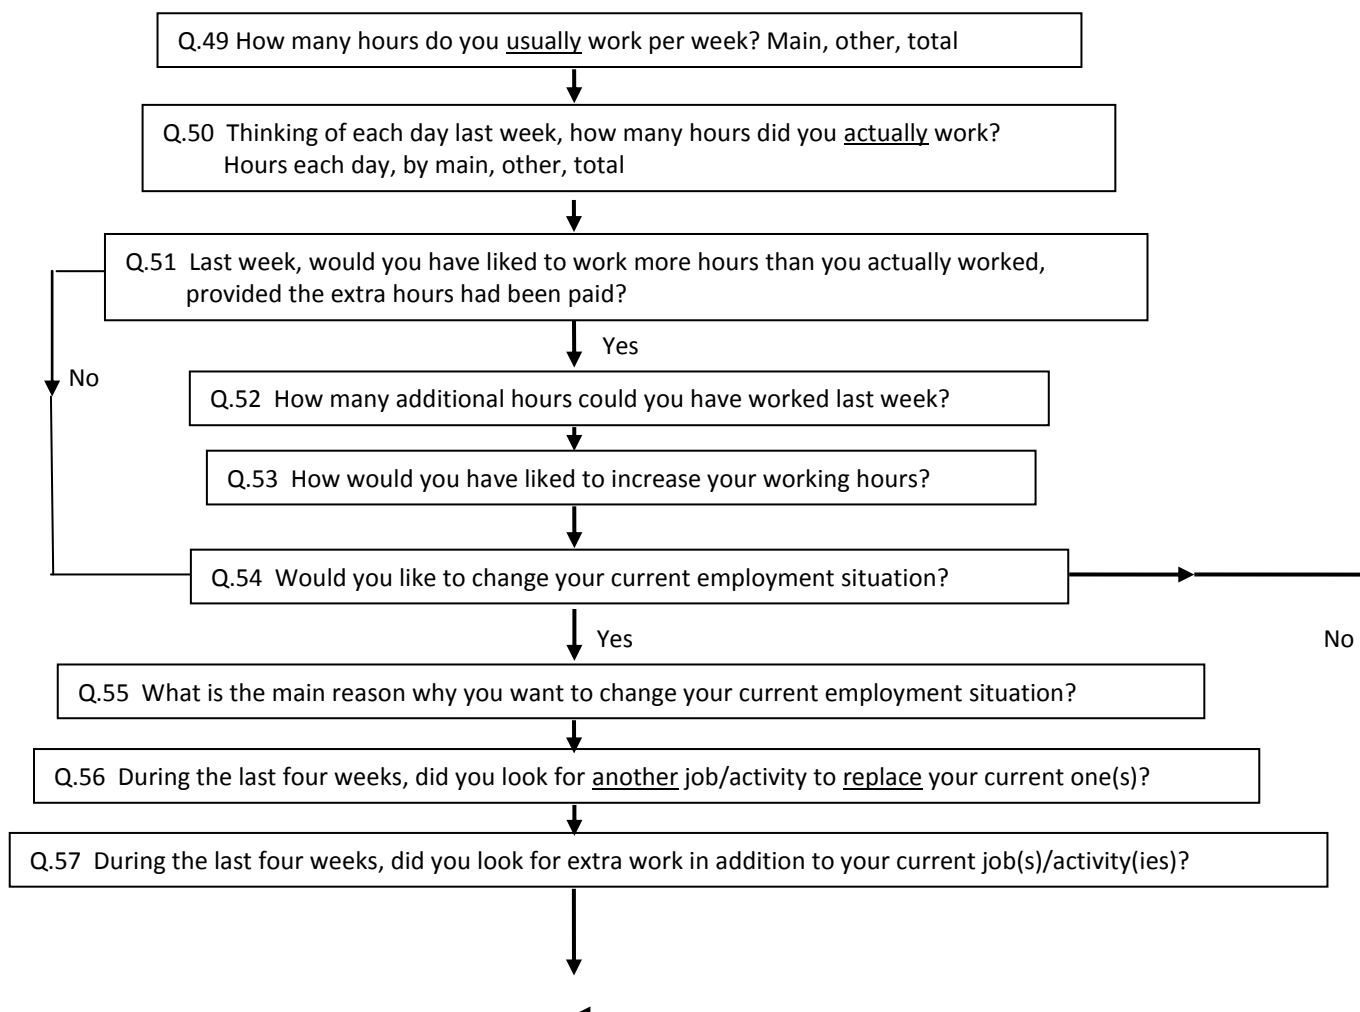 Q.49 How many hours do you usually work per week? Main, other, total
Q.50 Thinking of each day last week, how many hours did you actually work?
Hours each day, by main, other, total
Q.51 Last week, would you have liked to work more hours than you actually worked,
provided the extra hours had been paid?
Yes
No
Q.52 How many additional hours could you have worked last week?
Q.53 How would you have liked to increase your working hours?
Q.54 Would you like to change your current employment situation?
Yes
No
Q.55 What is the main reason why you want to change your current employment situation?
Q.56 During the last four weeks, did you look for another job/activity to replace your current one(s)?
Q.57 During the last four weeks, did you look for extra work in addition to your current job(s)/activity(ies)?